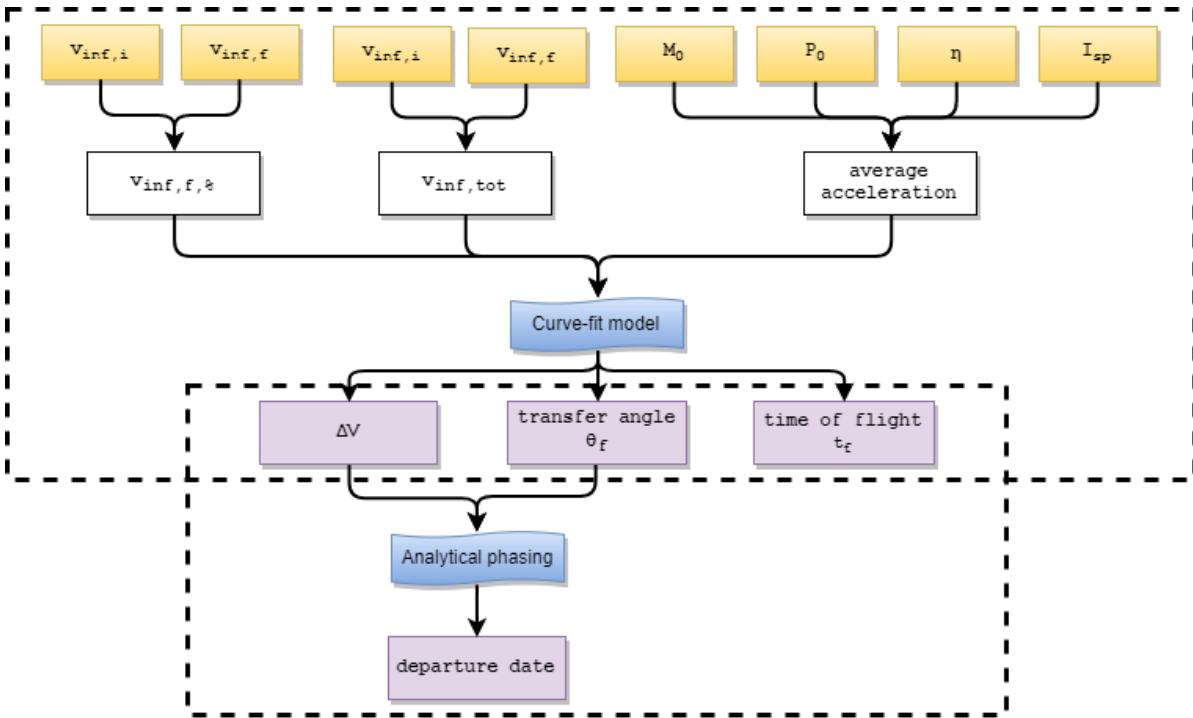 v_inf,i
v_inf,f
v_inf,i
v_inf,f
M_0
P_0
η
I_sp
v_inf,f,%
v_inf,tot
average
acceleration
Curve-fit model
ΔV
transfer angle
θ_f
time of flight
t_f
Analytical phasing
departure date